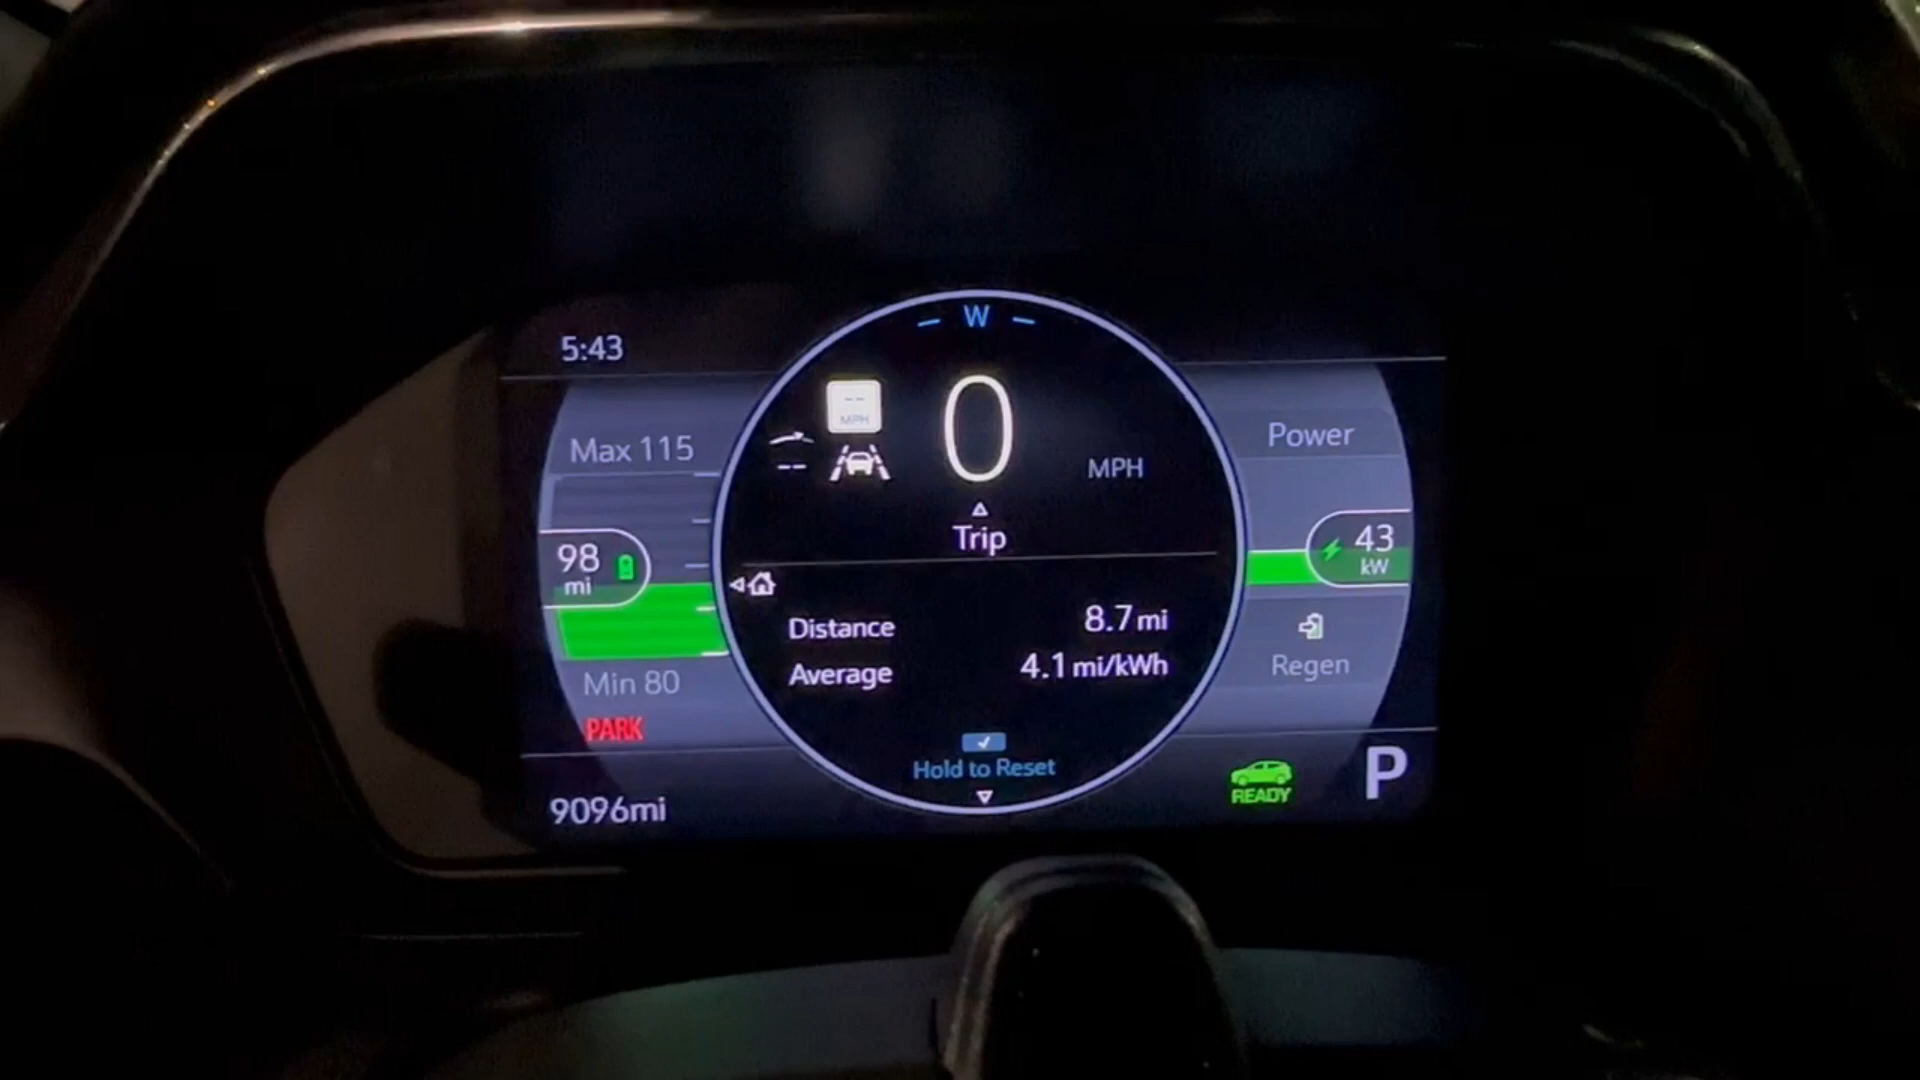 W
5:43
-- MPH
0
MPH
Max 115
Power
Trip
98
mi
43
kW
Distance 8.7 mi
Average 4.1 mi/kWh
Min 80
Regen
PARK
Hold to Reset
9096mi
READY
P